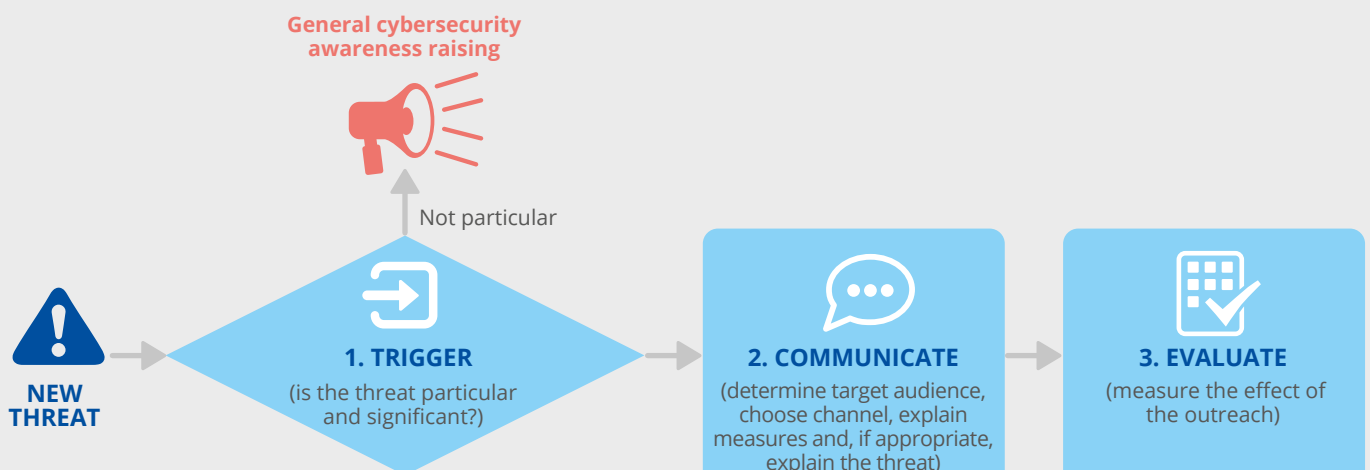 General cybersecurity
awareness raising
Not particular
NEW
THREAT
1. TRIGGER
(is the threat particular
and significant?)
2. COMMUNICATE
(determine target audience,
choose channel, explain
measures and, if appropriate,
explain the threat)
3. EVALUATE
(measure the effect of
the outreach)